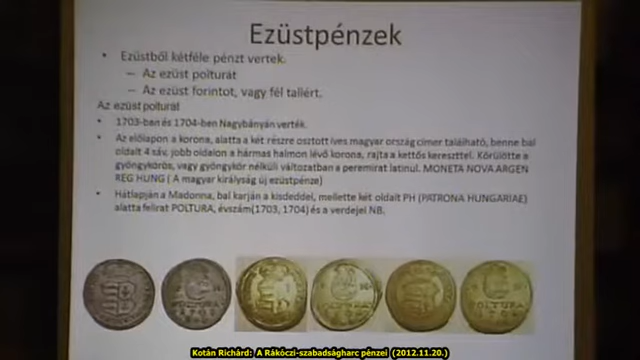 Ezüstpénzek
• Ezüstből kétféle pénzt vertek.
– Az ezüst polturát
– Az ezüst forintot, vagy fél tallért.
Az ezüst poltura!
• 1703-ban és 1704-ben Nagybányán verték.
• Az előlapon a korona, alatta a két részre osztott íves magyar ország címer található, benne bal
oldalt 4 sáv, jobb oldalon a hármas halmon lévő korona, rajta a kettős kereszttel. Körülötte a
gyöngykörös, vagy gyöngykör nélküli változatban a peremirat latinul. MONETA NOVA ARGEN
REG HUNG ( A magyar királyság új ezüstpénze)
• Hátlapján a Madonna, bal karján a kisdeddel, mellette két oldalt PH (PATRONA HUNGARIAE)
alatta felirat POLTURA, évszám(1703, 1704) és a verdejel NB.
POLTURA
POLTURA
POLTURA
Kotán Richárd: A Rákóczi-szabadságharc pénzei (2012.11.20.)